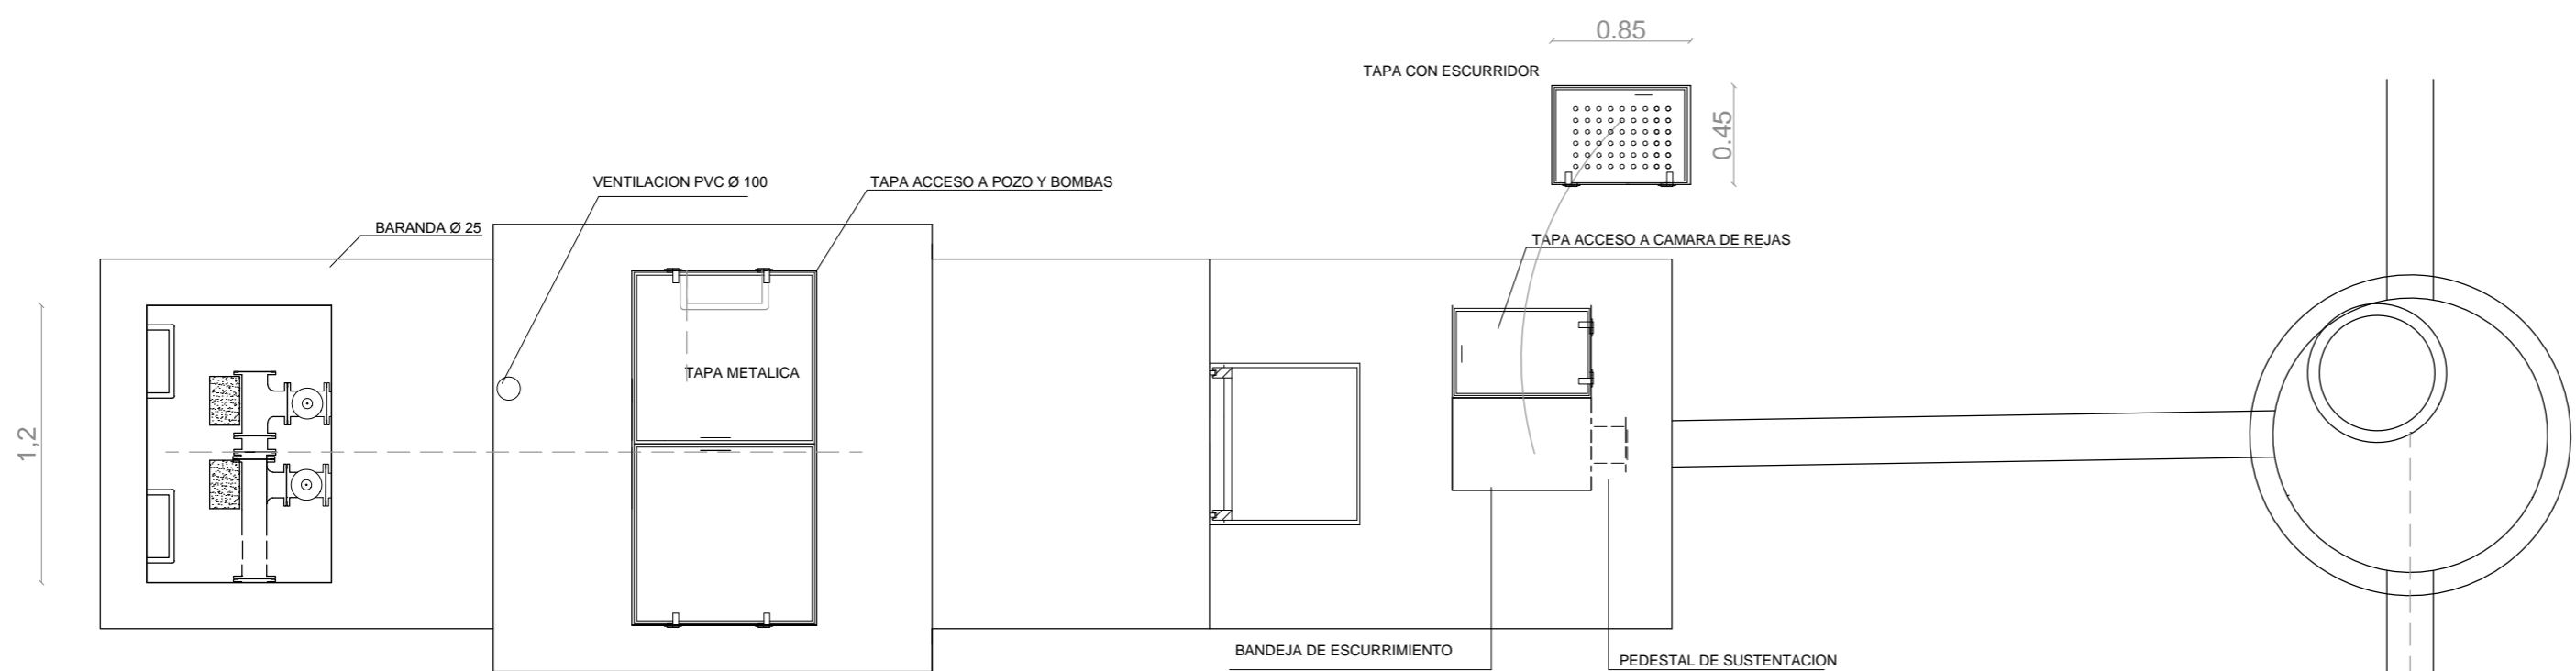 0.85
TAPA CON ESCURRIDOR
0.45
VENTILACION PVC Ø 100
TAPA ACCESO A POZO Y BOMBAS
BARANDA Ø 25
TAPA ACCESO A CAMARA DE REJAS
TAPA METALICA
1,2
BANDEJA DE ESCURRIMIENTO
PEDESTAL DE SUSTENTACION